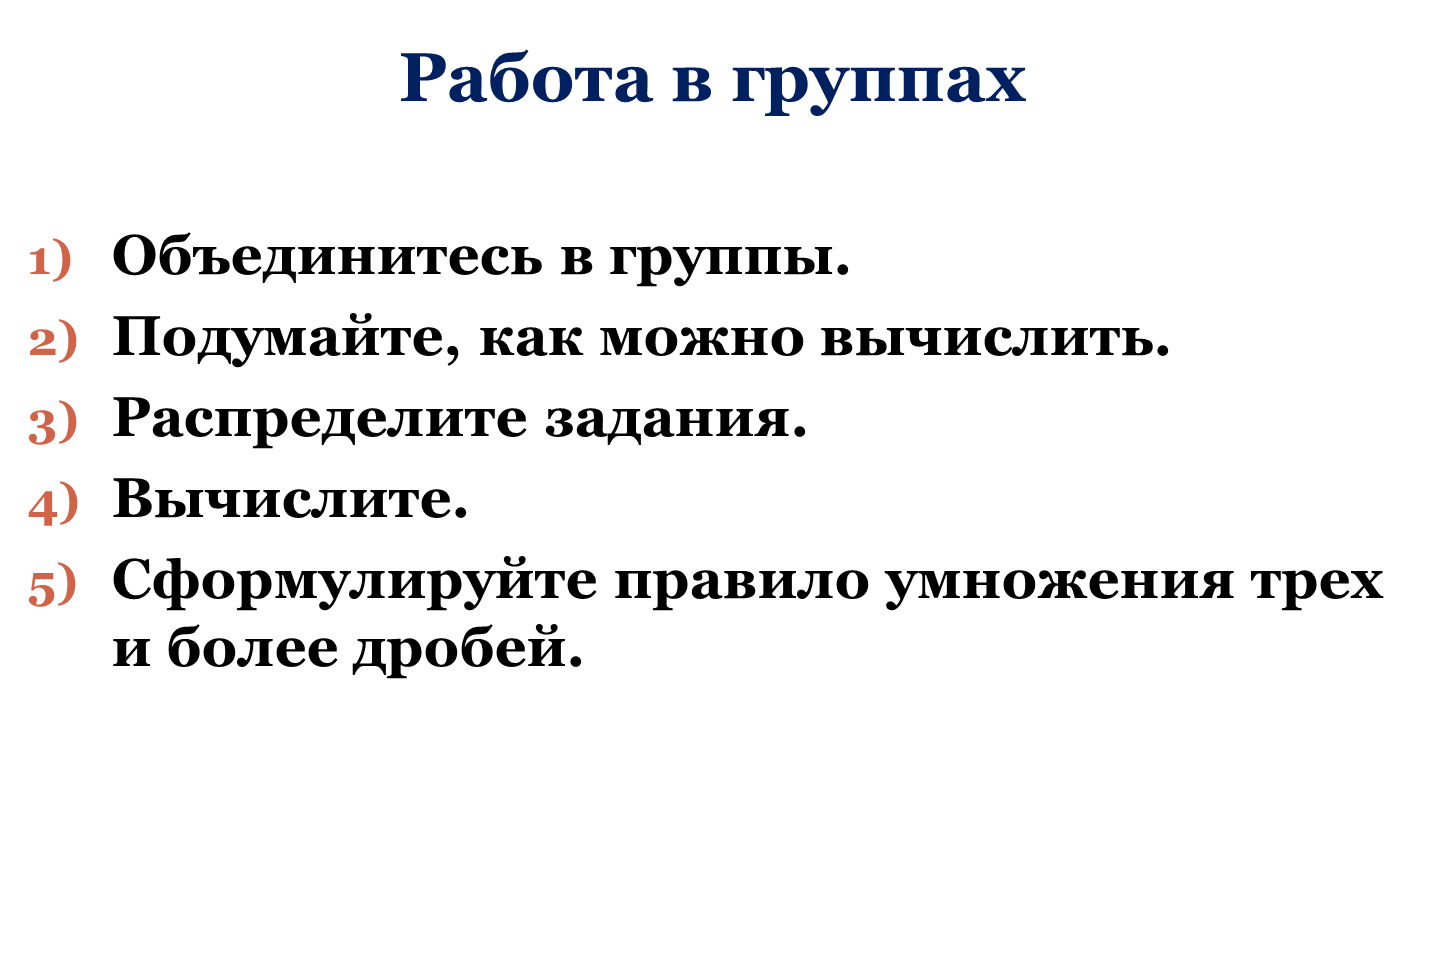 Работа в группах
1) Объединитесь в группы.
2) Подумайте, как можно вычислить.
3) Распределите задания.
4) Вычислите.
5) Сформулируйте правило умножения трех
и более дробей.